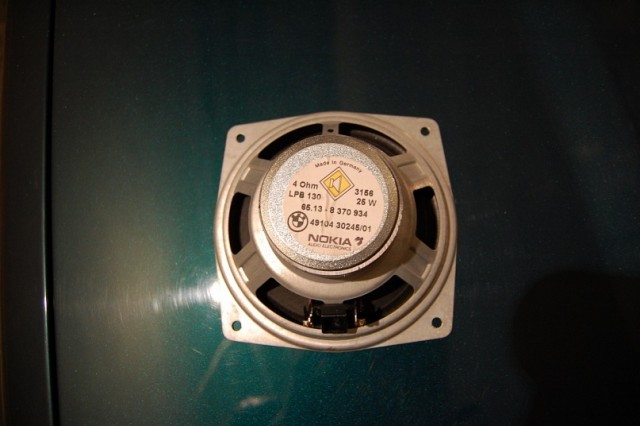 Made in Germany
4 Ohm 3156
LPB 130 25 W
65.13 - 8 370 934
49104 30245/01
NOKIA
AUDIO ELECTRONICS